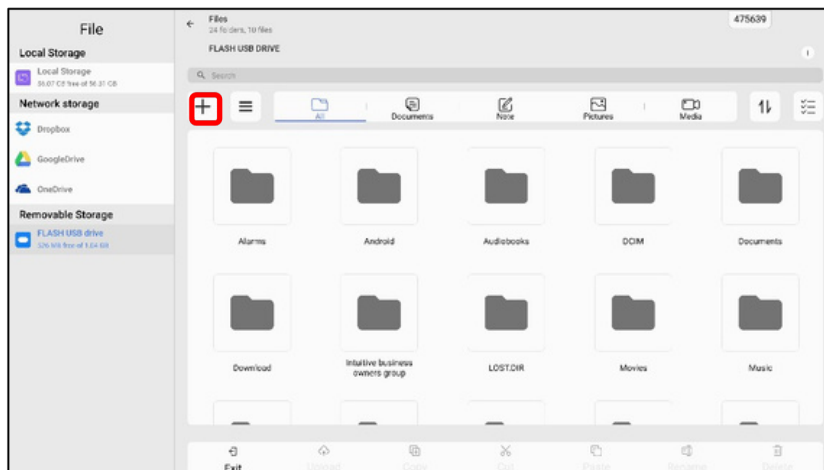 File
Local Storage
Local Storage
Network storage
Dropbox
GoogleDrive
OneDrive
Removable Storage
FLASH USB drive
Files
24 folders, 10 files
475639
FLASH USB DRIVE
Search
All
Documents
Note
Pictures
Media
Alarms
Android
Audiobooks
DCIM
Documents
Download
Intuitive business
owners group
LOST.DIR
Movies
Music
Exit
Upload
Copy
Cut
Paste
Rename
Delete